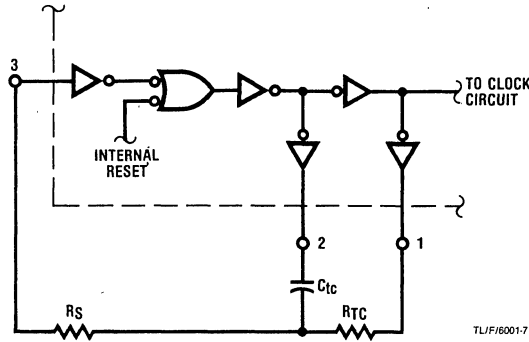 3
TO CLOCK
CIRCUIT
INTERNAL
RESET
2
1
Ctc
RS
RTC
TL/F/6001-7